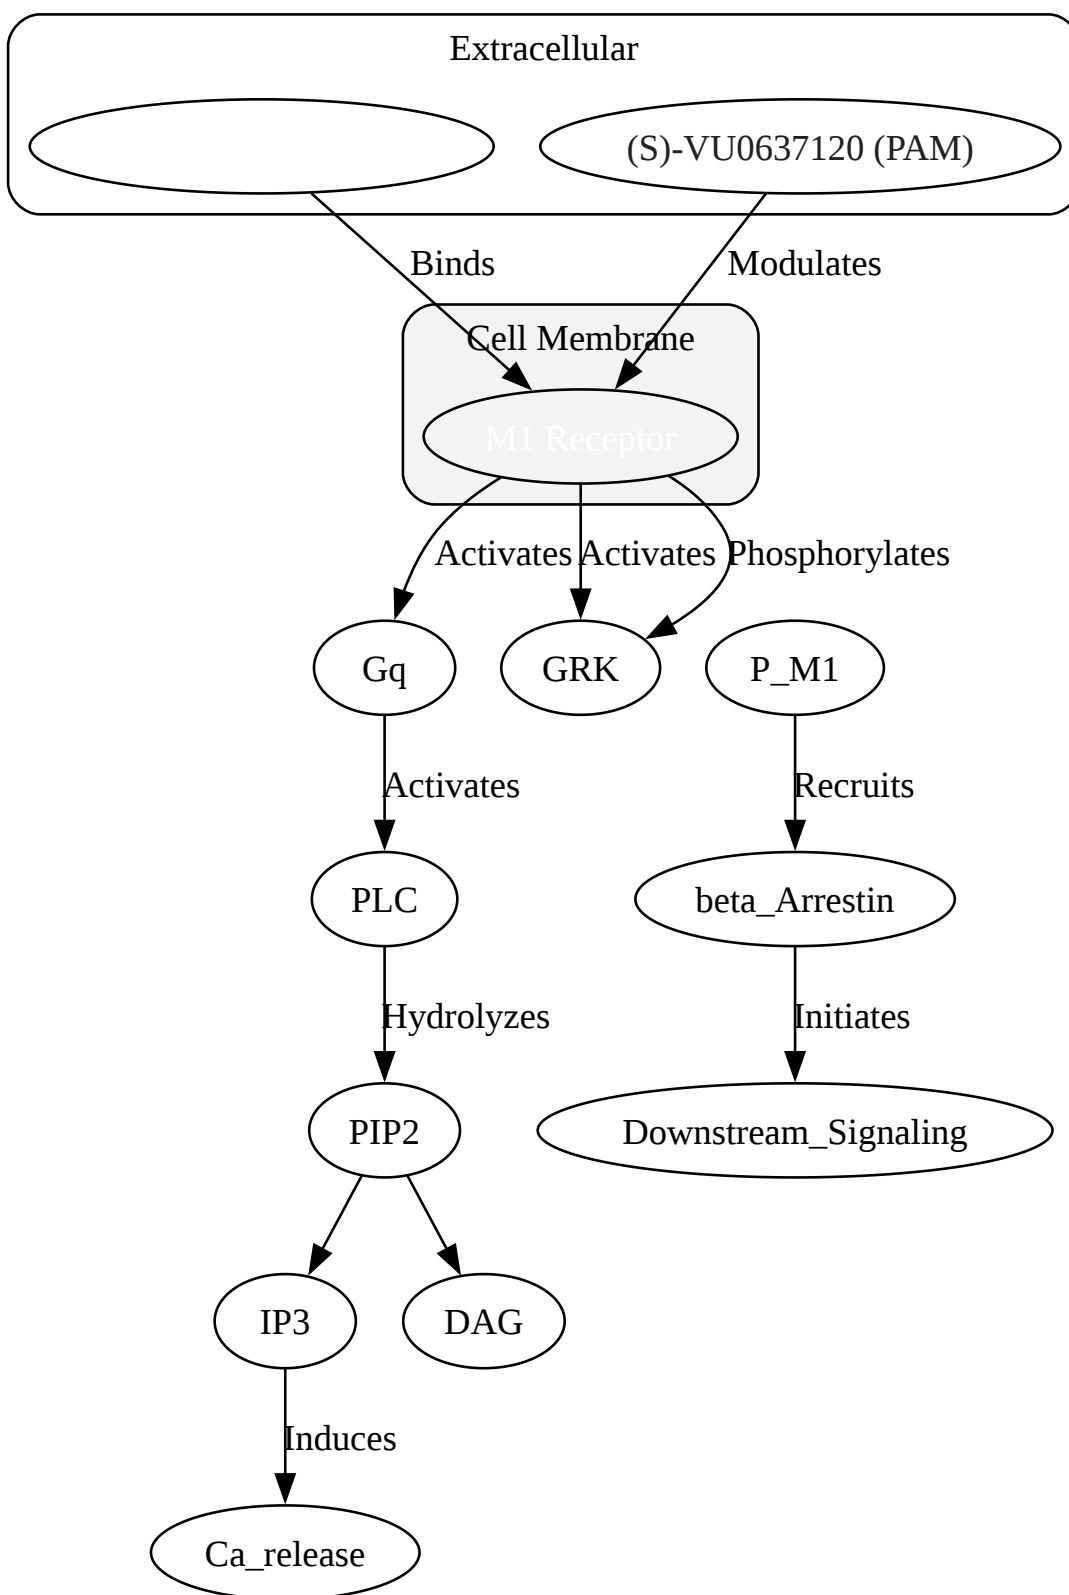 Extracellular
(S)-VU0637120 (PAM)
Binds
Modulates
Cell Membrane
M1 Receptor
Activates
Activates
Phosphorylates
Gq
GRK
P_M1
Activates
Recruits
PLC
beta_Arrestin
Hydrolyzes
Initiates
PIP2
Downstream_Signaling
IP3
DAG
Induces
Ca_release